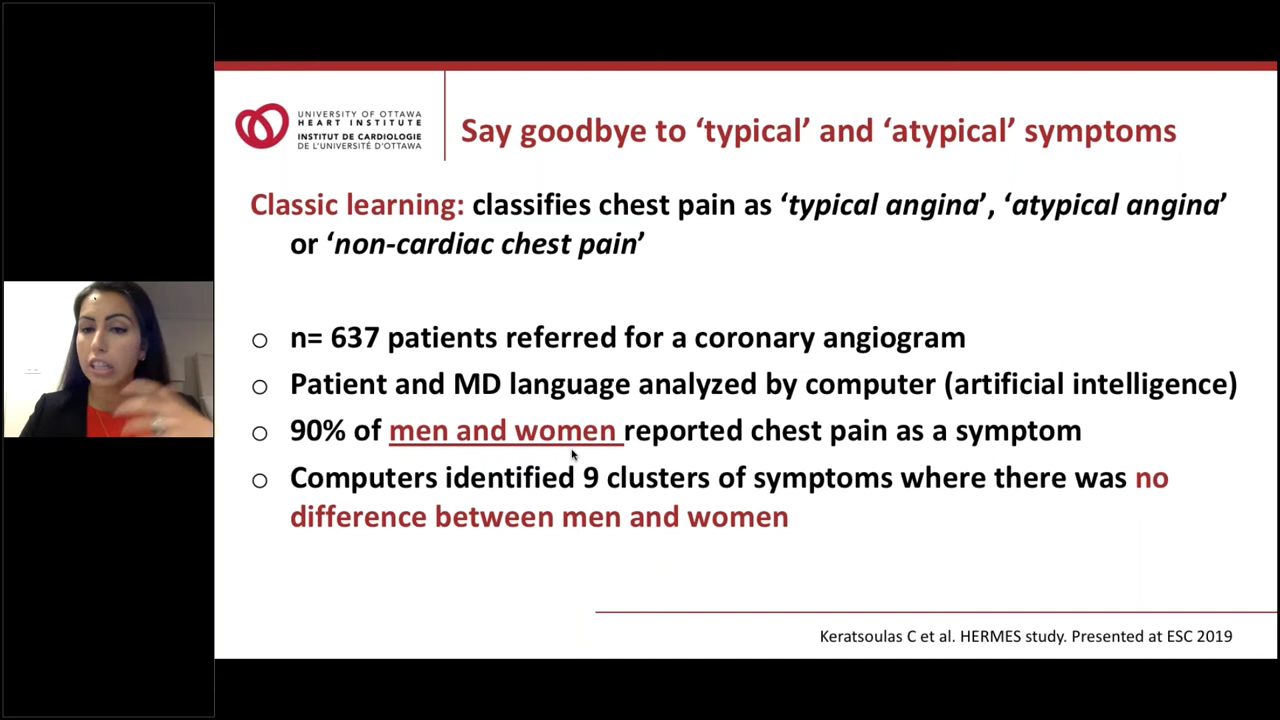 UNIVERSITY OF OTTAWA
HEART INSTITUTE
INSTITUT DE CARDIOLOGIE
DE L'UNIVERSITÉ D'OTTAWA
Say goodbye to ‘typical’ and ‘atypical’ symptoms
Classic learning: classifies chest pain as ‘typical angina’, ‘atypical angina’
or ‘non-cardiac chest pain’
n= 637 patients referred for a coronary angiogram
Patient and MD language analyzed by computer (artificial intelligence)
90% of men and women reported chest pain as a symptom
Computers identified 9 clusters of symptoms where there was no
difference between men and women
Keratsoulas C et al. HERMES study. Presented at ESC 2019